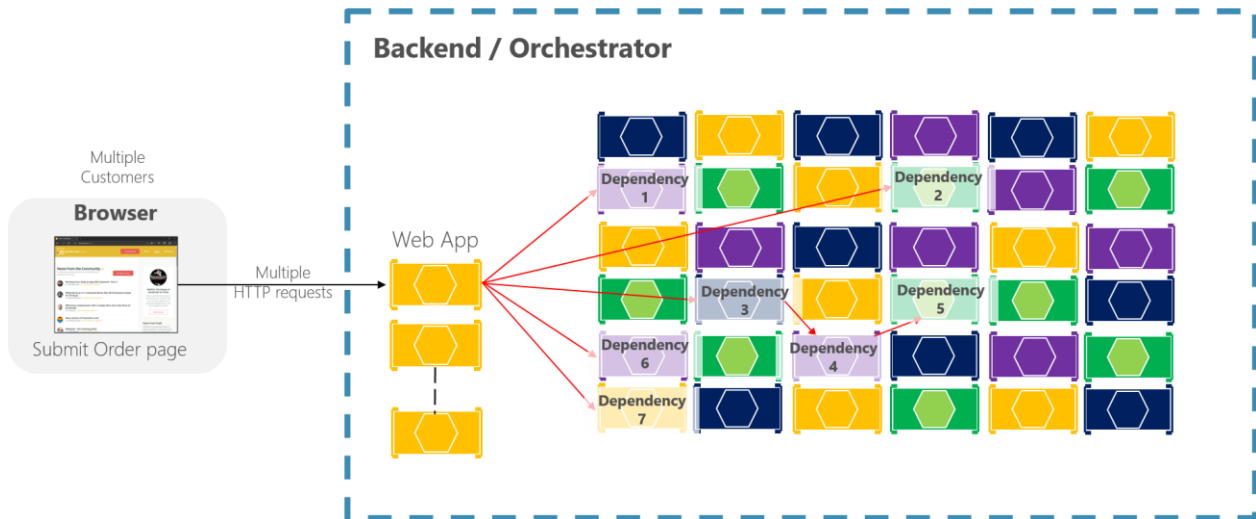 Backend / Orchestrator
Multiple
Customers
Browser
Submit Order page
Multiple
HTTP requests
Web App
Dependency
1
Dependency
2
Dependency
3
Dependency
5
Dependency
6
Dependency
4
Dependency
7